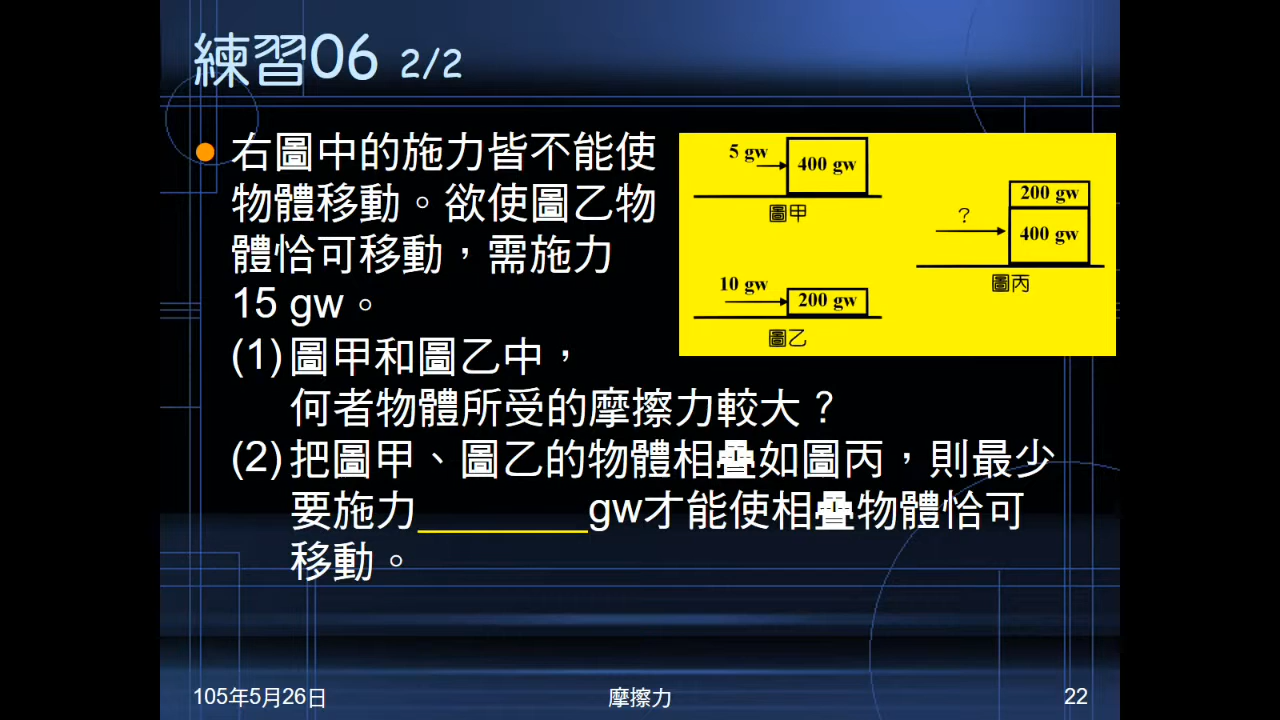 練習06 2/2
右圖中的施力皆不能使
物體移動。欲使圖乙物
體恰可移動，需施力
15 gw。
(1)圖甲和圖乙中，
何者物體所受的摩擦力較大？
(2)把圖甲、圖乙的物體相疊如圖丙，則最少
要施力________gw才能使相疊物體恰可
移動。
5 gw
400 gw
圖甲
10 gw
200 gw
圖乙
?
200 gw
400 gw
圖丙
105年5月26日
摩擦力
22